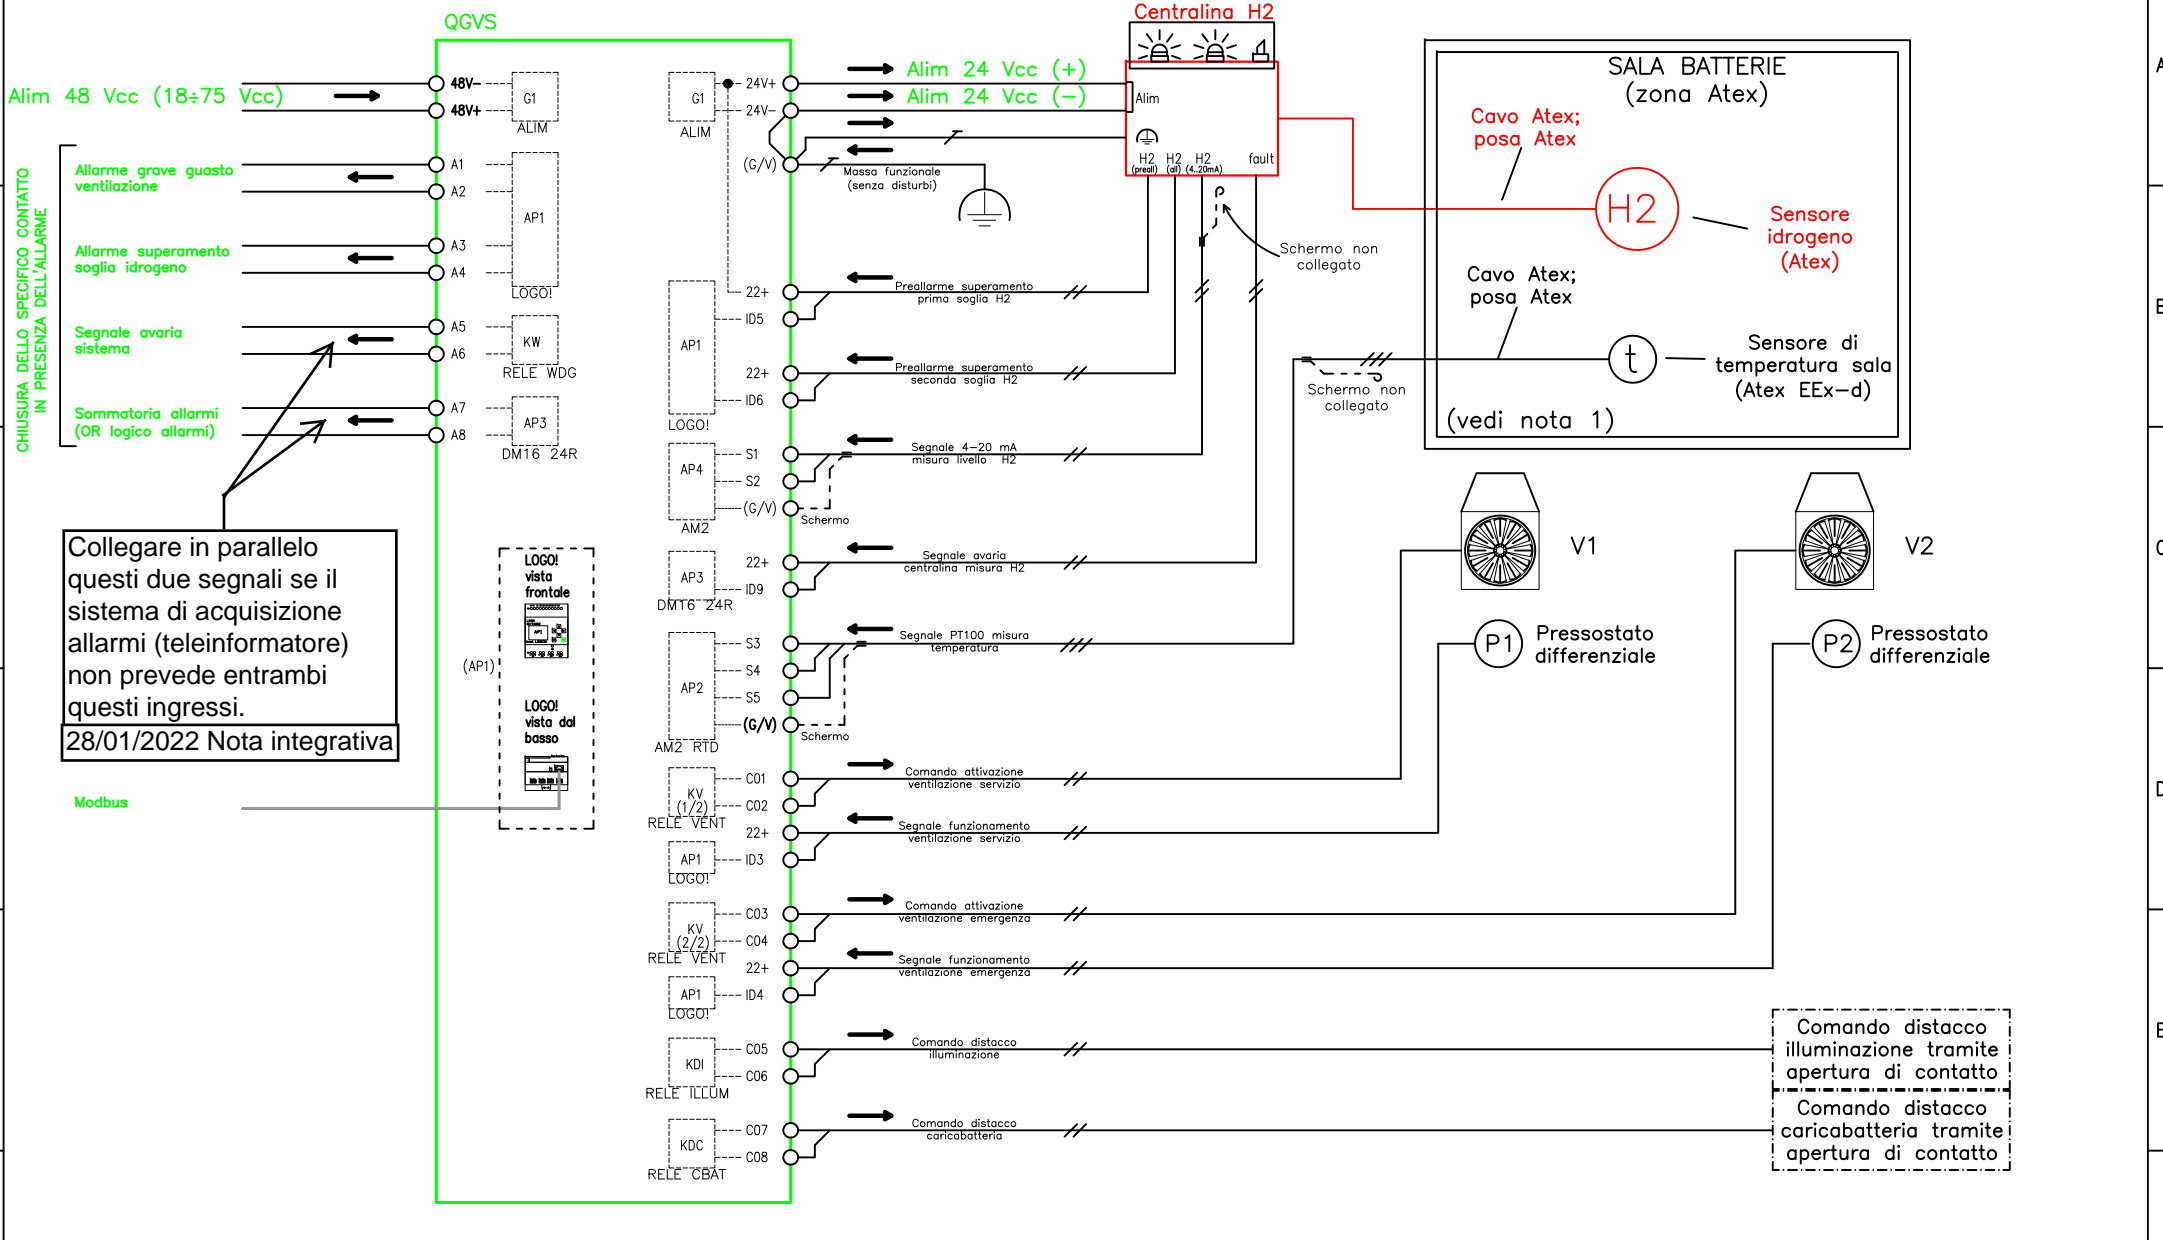 QGVS
Alim 48 Vcc (18÷75 Vcc)
48V-
48V+
G1
ALIM
CHIUSURA DELLO SPECIFICO CONTATTO
IN PRESENZA DELL'ALLARME
Allarme grave guasto
ventilazione
A1
A2
Allarme superamento
soglia idrogeno
A3
A4
AP1
LOGO!
Segnale avaria
sistema
A5
A6
KW
RELE WDG
Sommatoria allarmi
(OR logico allarmi)
A7
A8
AP3
DM16 24R
Collegare in parallelo
questi due segnali se il
sistema di acquisizione
allarmi (teleinformatore)
non prevede entrambi
questi ingressi.
28/01/2022 Nota integrativa
Modbus
(AP1)
LOGO!
vista
frontale
AP1
LOGO!
vista dal
basso
G1
ALIM
24V+
24V-
(G/V)
Alim 24 Vcc (+)
Alim 24 Vcc (-)
Massa funzionale
(senza disturbi)
AP1
LOGO!
22+
ID5
Preallarme superamento
prima soglia H2
22+
ID6
Preallarme superamento
seconda soglia H2
AP4
AM2
S1
S2
(G/V)
Segnale 4-20 mA
misura livello H2
Schermo
AP3
DM16 24R
22+
ID9
Segnale avaria
centralina misura H2
AP2
AM2 RTD
S3
S4
S5
(G/V)
Segnale PT100 misura
temperatura
Schermo
KV
(1/2)
RELE VENT
C01
C02
Comando attivazione
ventilazione servizio
AP1
LOGO!
22+
ID3
Segnale funzionamento
ventilazione servizio
KV
(2/2)
RELE VENT
C03
C04
Comando attivazione
ventilazione emergenza
AP1
LOGO!
22+
ID4
Segnale funzionamento
ventilazione emergenza
KDI
RELE ILLUM
C05
C06
Comando distacco
illuminazione
KDC
RELE CBAT
C07
C08
Comando distacco
caricabatteria
Centralina H2
Alim
H2
(preall)
H2
(all)
H2
(4..20mA)
fault
Schermo non
collegato
SALA BATTERIE
(zona Atex)
Cavo Atex;
posa Atex
H2
Sensore
idrogeno
(Atex)
Cavo Atex;
posa Atex
t
Sensore di
temperatura sala
(Atex EEx-d)
(vedi nota 1)
Schermo non
collegato
V1
V2
P1
Pressostato
differenziale
P2
Pressostato
differenziale
Comando distacco
illuminazione tramite
apertura di contatto
Comando distacco
caricabatteria tramite
apertura di contatto
A
B
C
D
E